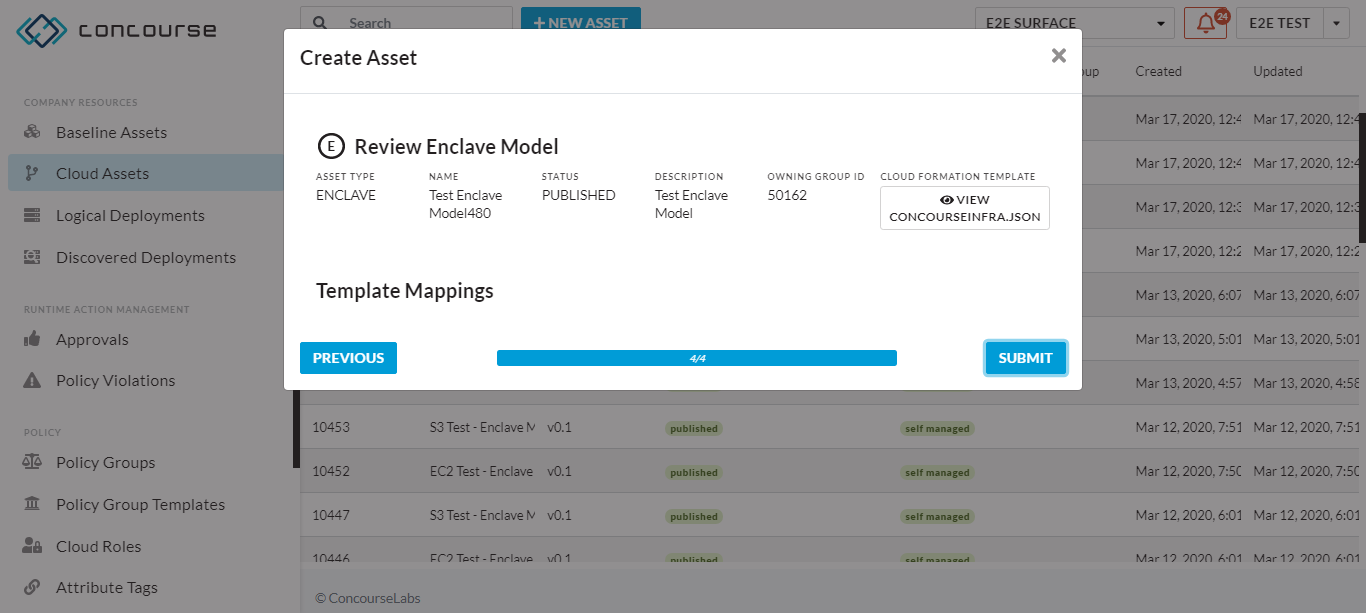 concourse
Search
+ NEW ASSET
E2E SURFACE
24
E2E TEST
Create Asset
×
Created
Updated
COMPANY RESOURCES
Baseline Assets
Cloud Assets
Logical Deployments
Discovered Deployments
RUNTIME ACTION MANAGEMENT
Approvals
Policy Violations
POLICY
Policy Groups
Policy Group Templates
Cloud Roles
Attribute Tags
E Review Enclave Model
ASSET TYPE NAME STATUS DESCRIPTION OWNING GROUP ID CLOUD FORMATION TEMPLATE
ENCLAVE Test Enclave PUBLISHED Test Enclave 50162 VIEW
Model480 Model CONCOURSEINFRA.JSON
Template Mappings
PREVIOUS 4/4 SUBMIT
Mar 17, 2020, 12:4 Mar 17, 2020, 12:4
Mar 17, 2020, 12:4 Mar 17, 2020, 12:4
Mar 17, 2020, 12:3 Mar 17, 2020, 12:3
Mar 17, 2020, 12:2 Mar 17, 2020, 12:2
Mar 13, 2020, 6:07 Mar 13, 2020, 6:07
Mar 13, 2020, 5:01 Mar 13, 2020, 5:01
Mar 13, 2020, 4:57 Mar 13, 2020, 4:58
10453 S3 Test - Enclave M v0.1 published self managed Mar 12, 2020, 7:51 Mar 12, 2020, 7:51
10452 EC2 Test - Enclave v0.1 published self managed Mar 12, 2020, 7:50 Mar 12, 2020, 7:50
10447 S3 Test - Enclave M v0.1 published self managed Mar 12, 2020, 6:01 Mar 12, 2020, 6:01
10446 EC2 Test - Enclave v0.1 published self managed Mar 12, 2020, 6:01 Mar 12, 2020, 6:01
© ConcourseLabs